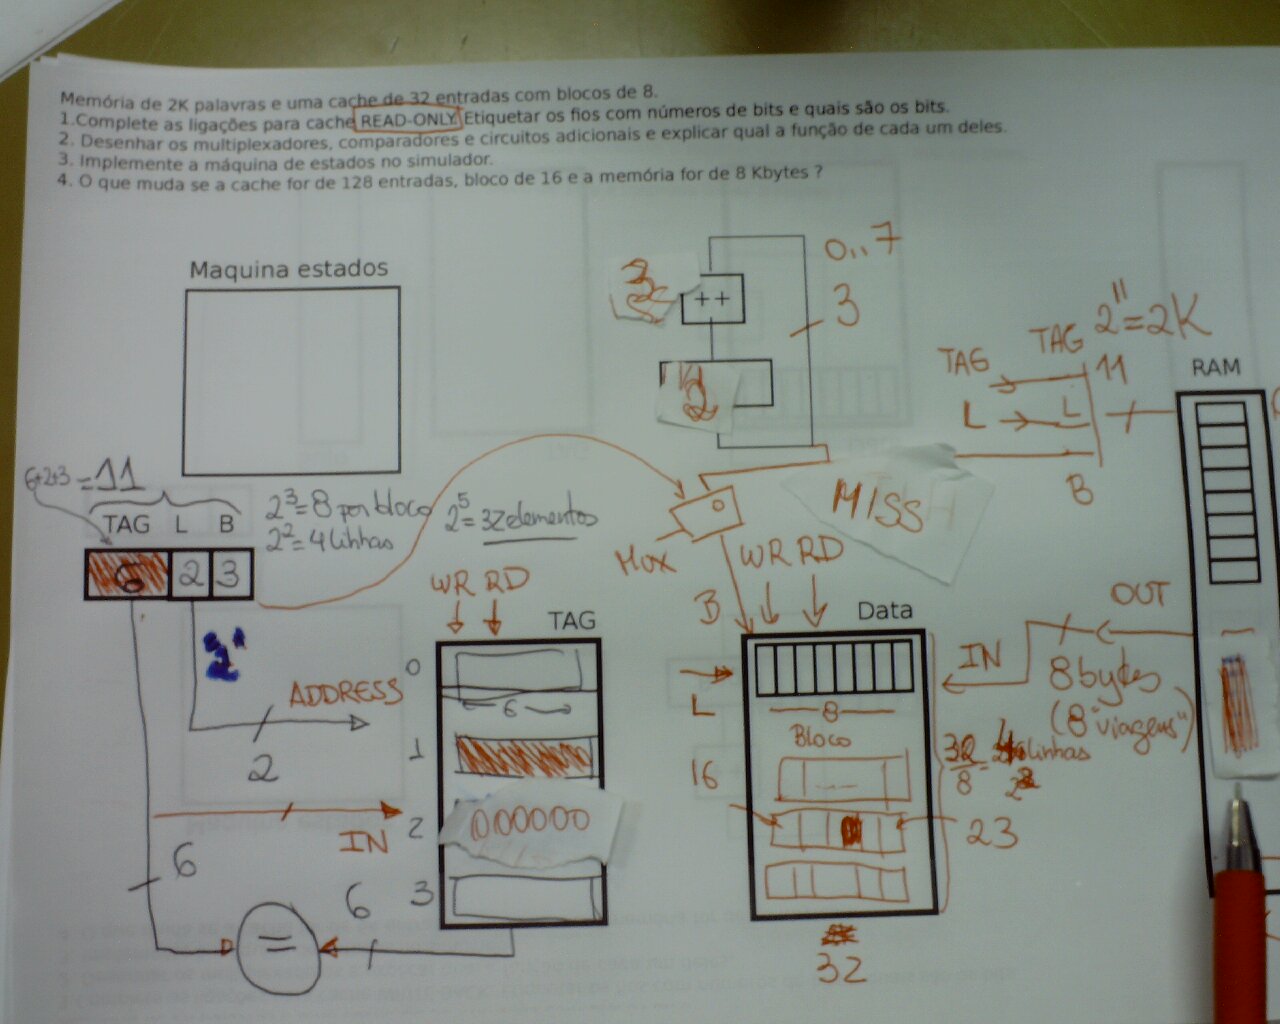 Memória de 2K palavras e uma cache de 32 entradas com blocos de 8.
1.Complete as ligações para cache READ-ONLY Etiquetar os fios com números de bits e quais são os bits.
2. Desenhar os multiplexadores, comparadores e circuitos adicionais e explicar qual a função de cada um deles.
3. Implemente a máquina de estados no simulador.
4. O que muda se a cache for de 128 entradas, bloco de 16 e a memória for de 8 Kbytes ?
Maquina estados
0..7
++
3
3
2
TAG
TAG
2^11=2K
11
L
L
B
RAM
6+2+3=11
TAG L B
6 2 3
2^3=8 por bloco
2^2=4 linhas
2^5=32 elementos
MISS
MUX
0
WR RD
TAG
WR RD
B
Data
OUT
IN
8 bytes
(8 "viagens")
ADDRESS
2
0
6
1
L
8
Bloco
32/8= linhas
16
23
IN
2
000000
3
6
6
=
32